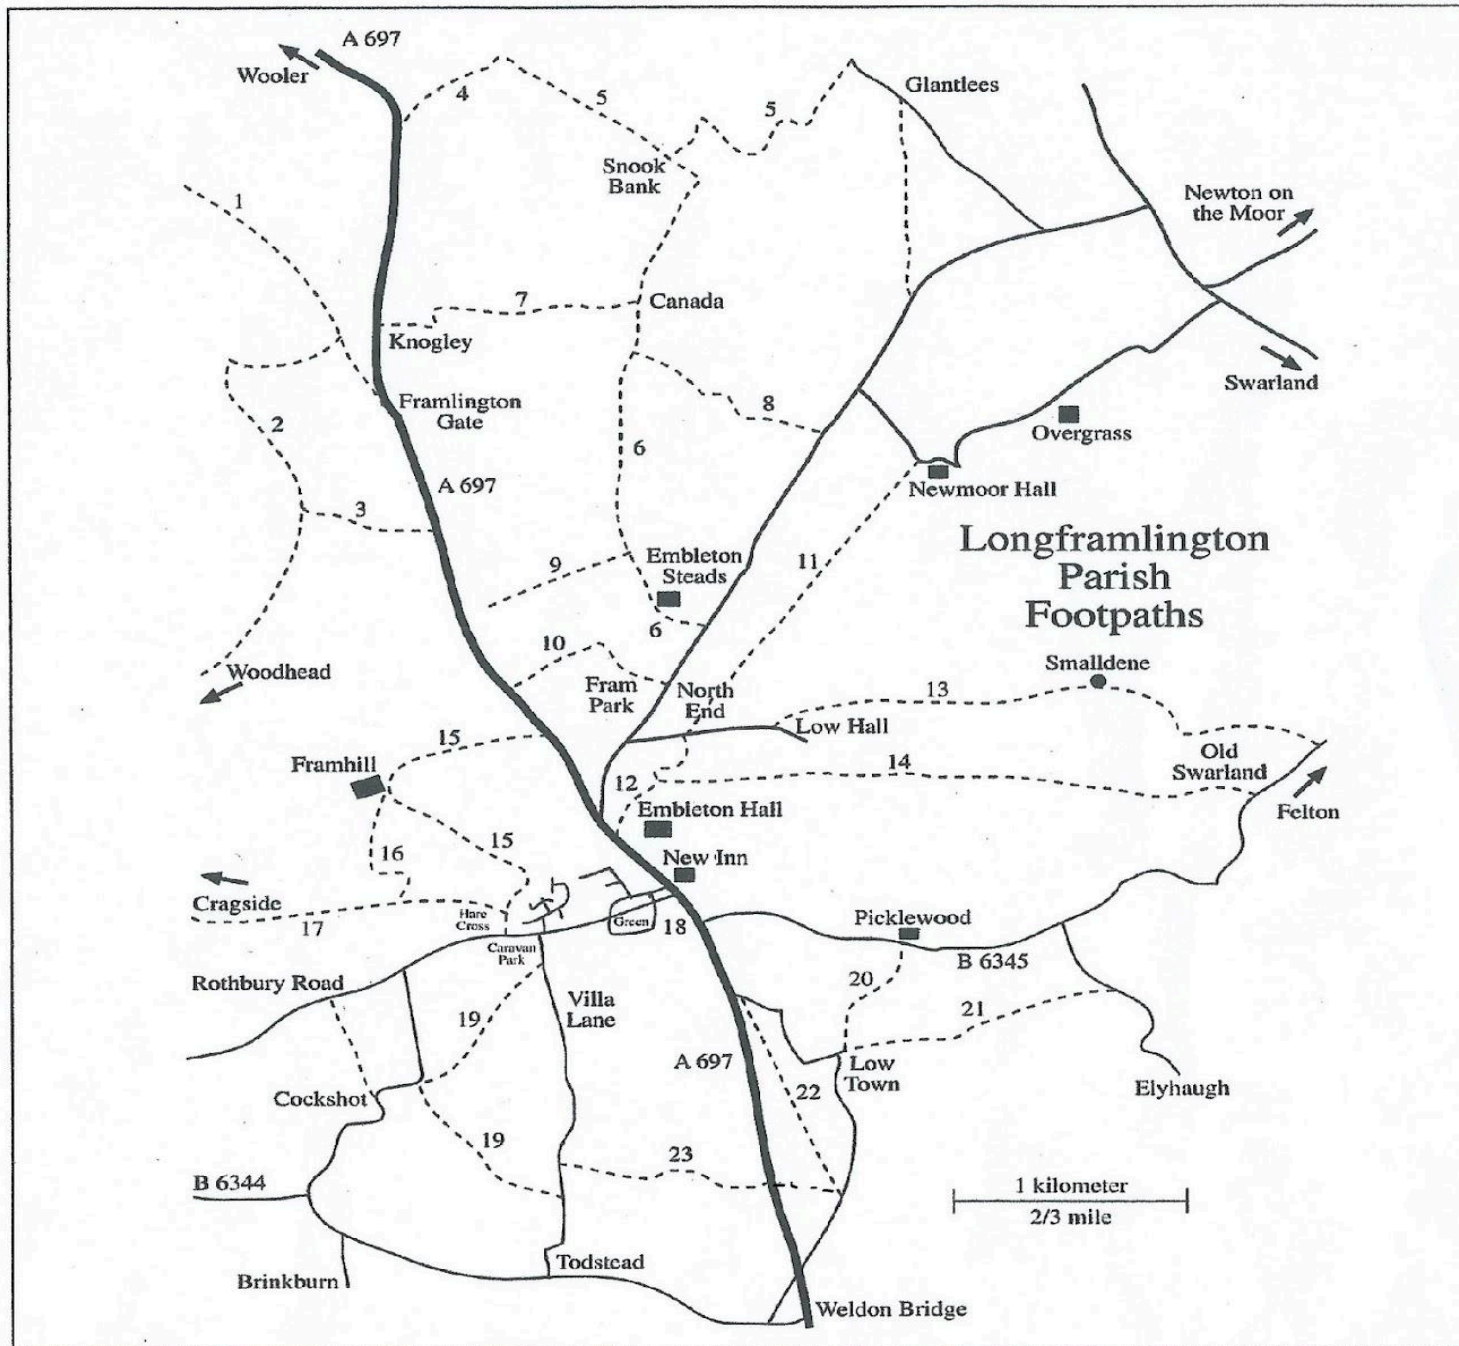 A 697
Wooler
4
5
5
Glantlees
Snook
Bank
1
Newton on
the Moor
7
Canada
Knogley
Framlington
Gate
8
Swarland
2
6
Overgrass
A 697
Newmoor Hall
3
Longframlington
Parish
Footpaths
9
Embleton
Steads
11
6
10
Woodhead
Fram
Park
North
End
Smalldene
13
Low Hall
15
Framhill
Old
Swarland
14
12
Embleton Hall
Felton
15
16
New Inn
Cragside
17
Hare
Cross
Green
18
Picklewood
Caravan
Park
B 6345
Rothbury Road
20
19
Villa
Lane
21
A 697
Low
Town
Elyhaugh
22
Cockshot
19
23
B 6344
1 kilometer
2/3 mile
Todstead
Brinkburn
Weldon Bridge